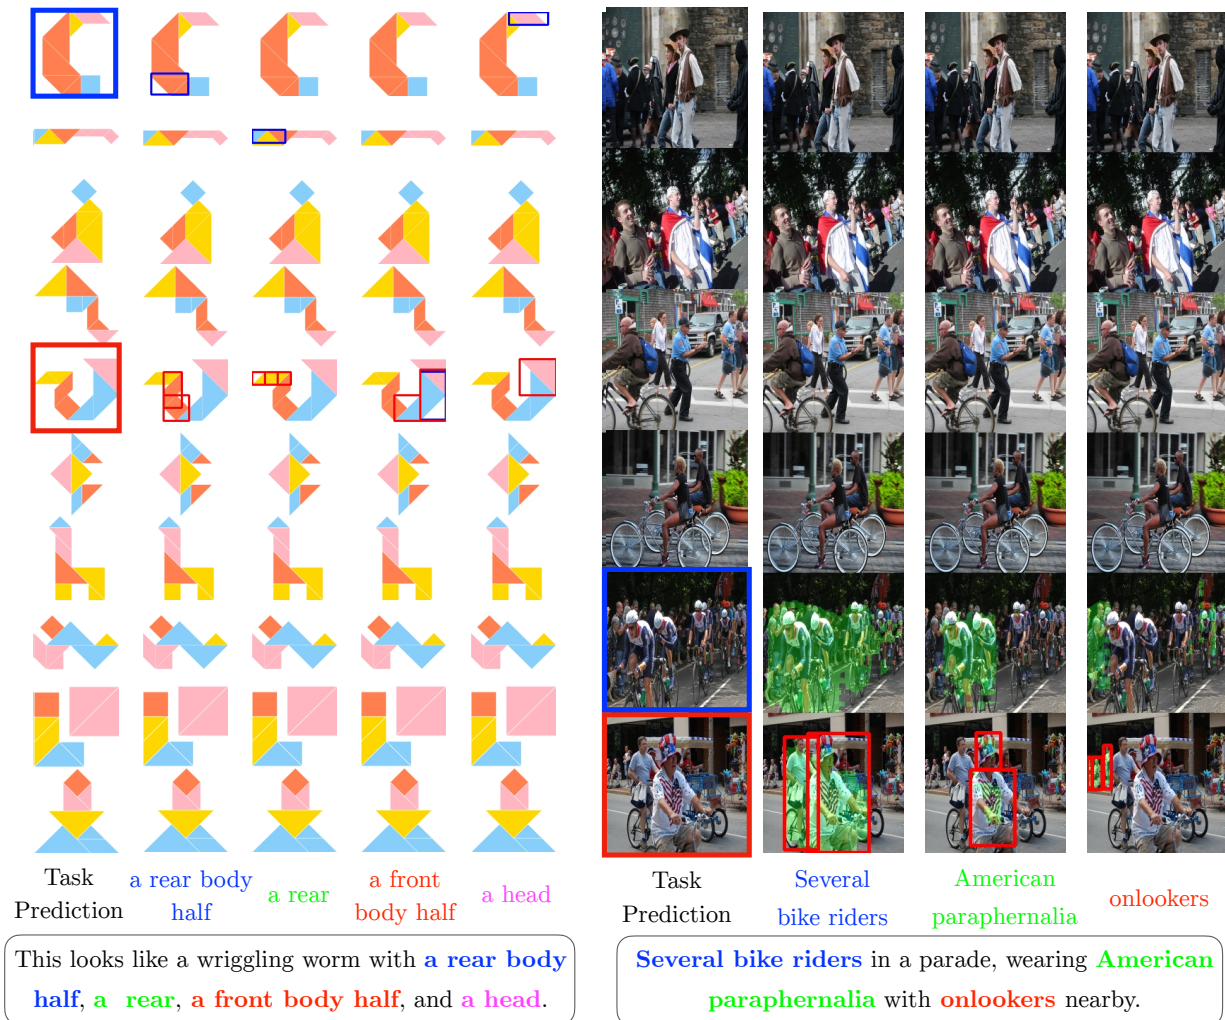 Task
Prediction
a rear body
half
a rear
a front
body half
a head
This looks like a wriggling worm with a rear body
half, a rear, a front body half, and a head.
Task
Prediction
Several
bike riders
American
paraphernalia
onlookers
Several bike riders in a parade, wearing American
paraphernalia with onlookers nearby.